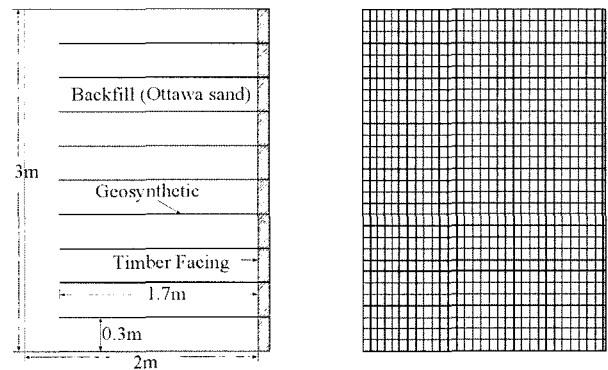 Backfill (Ottawa sand)
3m
Geosynthetic
Timber Facing
1.7m
0.3m
2m